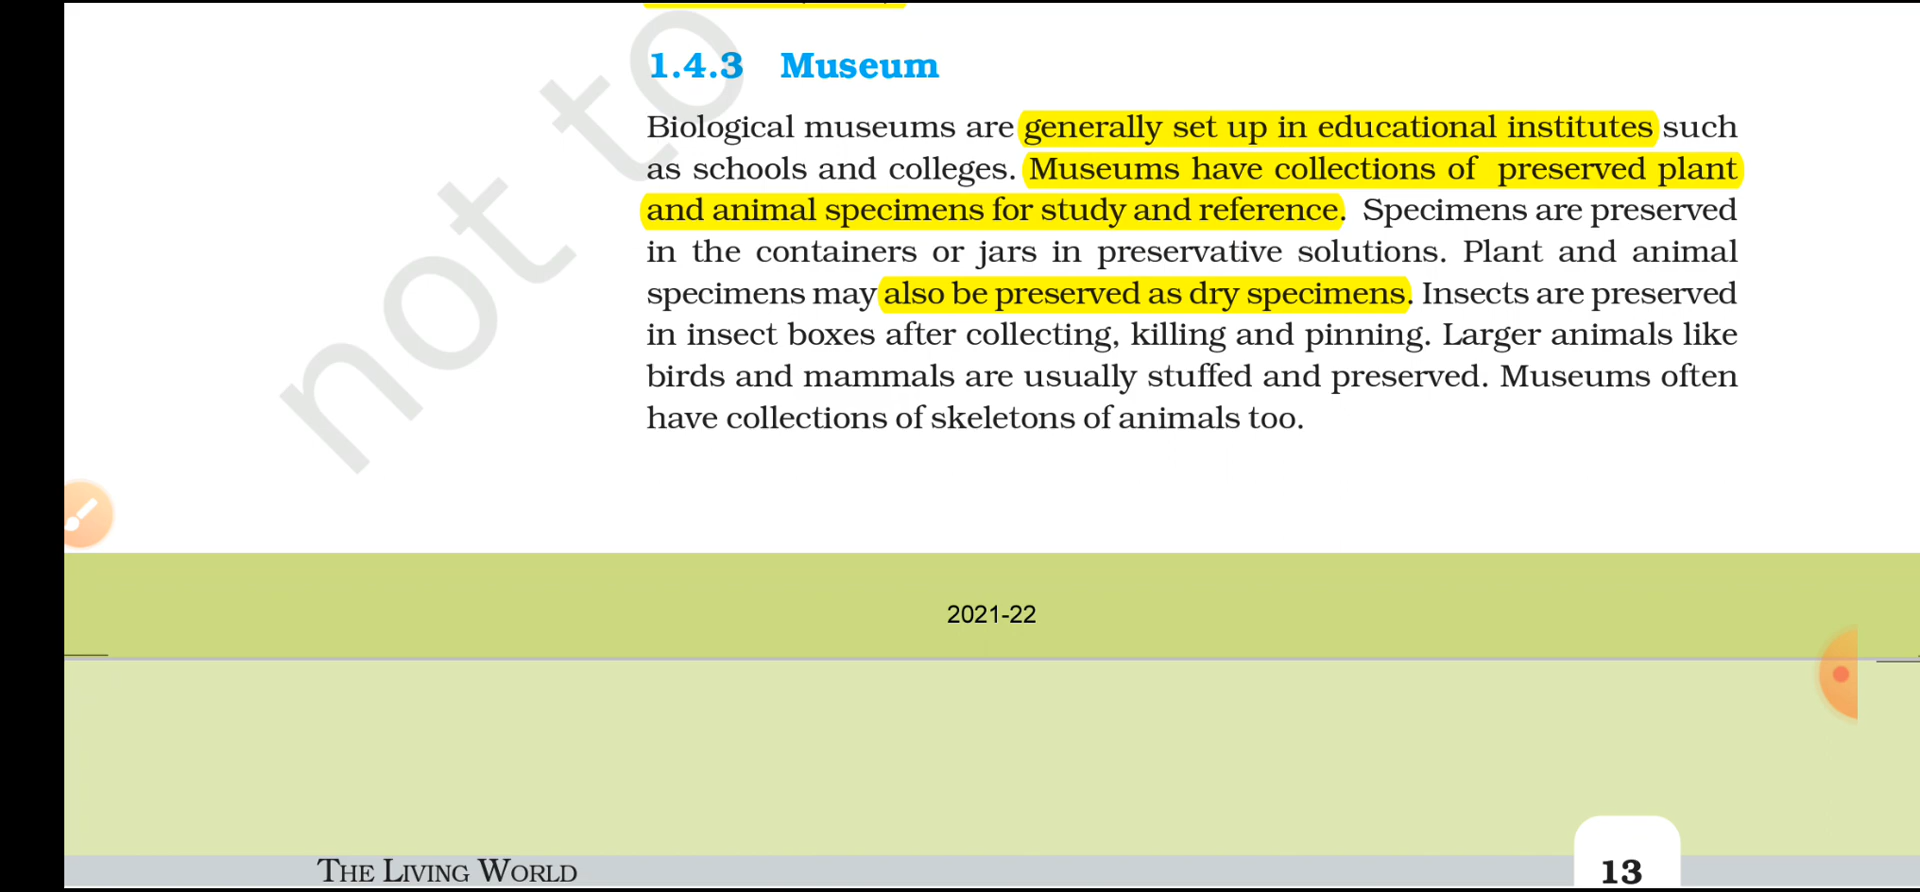 1.4.3 Museum
Biological museums are generally set up in educational institutes such
as schools and colleges. Museums have collections of preserved plant
and animal specimens for study and reference. Specimens are preserved
in the containers or jars in preservative solutions. Plant and animal
specimens may also be preserved as dry specimens. Insects are preserved
in insect boxes after collecting, killing and pinning. Larger animals like
birds and mammals are usually stuffed and preserved. Museums often
have collections of skeletons of animals too.
not to
2021-22
THE LIVING WORLD
13